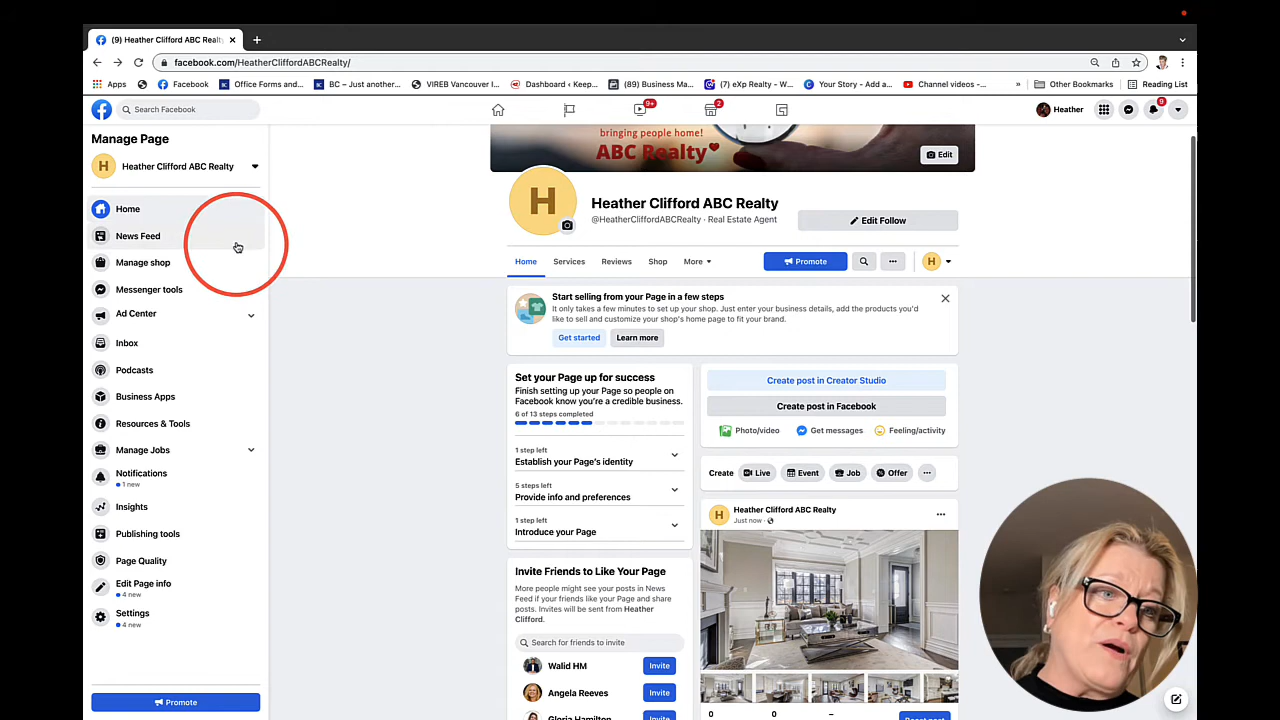 (9) Heather Clifford ABC Realt
facebook.com/HeatherCliffordABCRealty/
Apps
Facebook
Office Forms and...
BC – Just another...
VIREB Vancouver I...
Dashboard ‹ Keep...
(89) Business Ma...
(7) eXp Realty – W...
Your Story - Add a...
Channel videos -...
»
Other Bookmarks
Reading List
Search Facebook
9+
2
Heather
9
Manage Page
H Heather Clifford ABC Realty
Home
News Feed
Manage shop
Messenger tools
Ad Center
Inbox
Podcasts
Business Apps
Resources & Tools
Manage Jobs
Notifications
1 new
Insights
Publishing tools
Page Quality
Edit Page info
4 new
Settings
4 new
Promote
bringing people home!
ABC Realty
Edit
H
Heather Clifford ABC Realty
@HeatherCliffordABCRealty · Real Estate Agent
Edit Follow
Home Services Reviews Shop More
Promote
H
Start selling from your Page in a few steps
It only takes a few minutes to set up your shop. Just enter your business details, add the products you'd
like to sell and customize your shop's home page to fit your brand.
Get started Learn more
Set your Page up for success
Finish setting up your Page so people on
Facebook know you're a credible business.
6 of 13 steps completed
1 step left
Establish your Page's identity
5 steps left
Provide info and preferences
1 step left
Introduce your Page
Invite Friends to Like Your Page
More people might see your posts in News
Feed if your friends like your Page and share
posts. Invites will be sent from Heather
Clifford.
Search for friends to invite
Walid HM Invite
Angela Reeves Invite
Gloria Hamilton Invite
Create post in Creator Studio
Create post in Facebook
Photo/video Get messages Feeling/activity
Create Live Event Job Offer
H Heather Clifford ABC Realty
Just now ·
0 0 –
Boost post